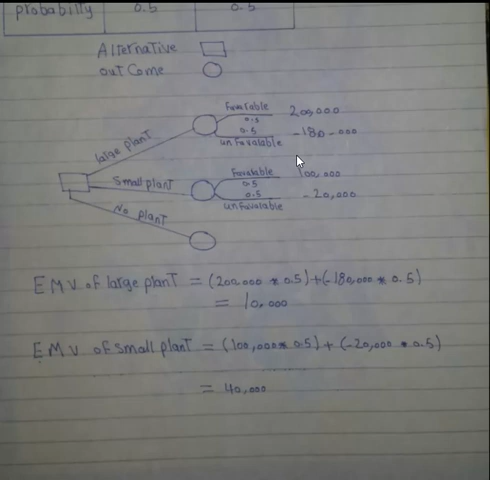 probabilty 0.5 0.5
Alternative
outcome
Favorable 200,000
0.5
0.5 -180,000
unFavorable
large plant
Favorable 100,000
Small plant 0.5
0.5 -20,000
unFavorable
No plant
EMV of large plant = (200,000 * 0.5)+(-180,000 * 0.5)
= 10,000
EMV of small plant = (100,000* 0.5) + (-20,000 * 0.5)
= 40,000